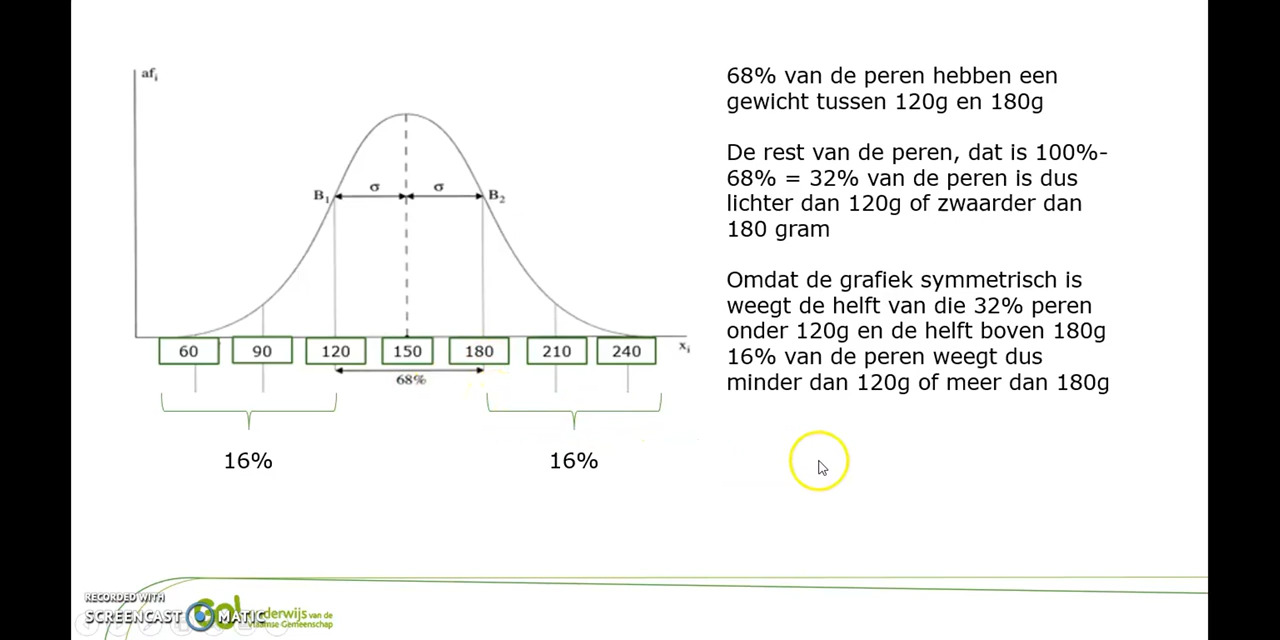 af_i
68% van de peren hebben een
gewicht tussen 120g en 180g
De rest van de peren, dat is 100%-
68% = 32% van de peren is dus
lichter dan 120g of zwaarder dan
180 gram
Omdat de grafiek symmetrisch is
weegt de helft van die 32% peren
onder 120g en de helft boven 180g
16% van de peren weegt dus
minder dan 120g of meer dan 180g
σ σ
B₁ B₂
60 90 120 150 180 210 240 x_i
68%
16% 16%
RECORDED WITH
SCREENCAST MATIC
derwijs van de
Vlaamse Gemeenschap